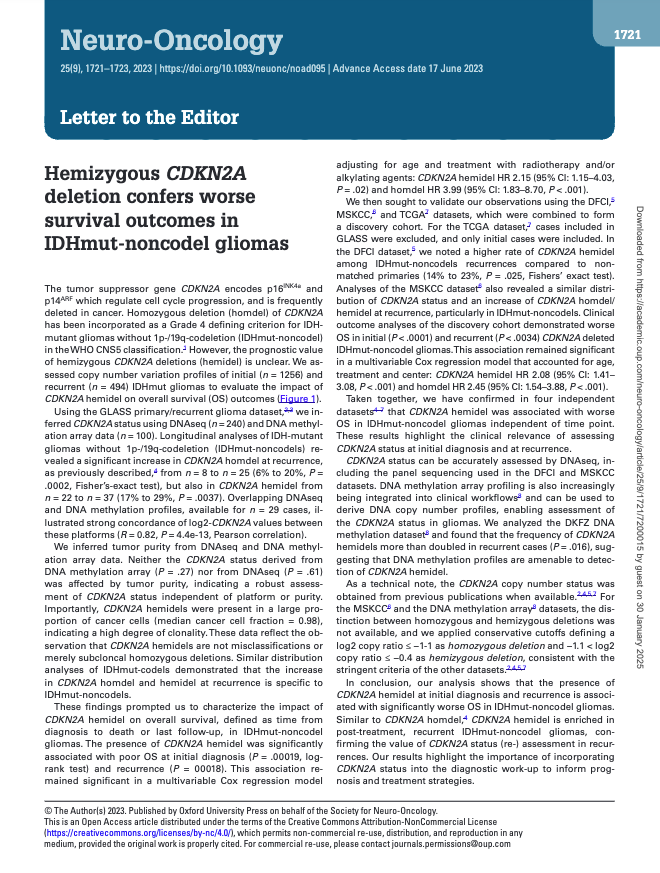 1721
Neuro-Oncology
25(9), 1721–1723, 2023 | https://doi.org/10.1093/neuonc/noad095 | Advance Access date 17 June 2023
Letter to the Editor
Hemizygous CDKN2A
deletion confers worse
survival outcomes in
IDHmut-noncodel gliomas
The tumor suppressor gene CDKN2A encodes p16INK4a and
p14ARF which regulate cell cycle progression, and is frequently
deleted in cancer. Homozygous deletion (homdel) of CDKN2A
has been incorporated as a Grade 4 defining criterion for IDH-
mutant gliomas without 1p-/19q-codeletion (IDHmut-noncodel)
in the WHO CNS5 classification.1 However, the prognostic value
of hemizygous CDKN2A deletions (hemidel) is unclear. We as-
sessed copy number variation profiles of initial (n = 1256) and
recurrent (n = 494) IDHmut gliomas to evaluate the impact of
CDKN2A hemidel on overall survival (OS) outcomes (Figure 1).
Using the GLASS primary/recurrent glioma dataset,2,3 we in-
ferred CDKN2A status using DNAseq (n = 240) and DNA methyl-
ation array data (n = 100). Longitudinal analyses of IDH-mutant
gliomas without 1p-/19q-codeletion (IDHmut-noncodels) re-
vealed a significant increase in CDKN2A homdel at recurrence,
as previously described,4 from n = 8 to n = 25 (6% to 20%, P =
.0002, Fisher's-exact test), but also in CDKN2A hemidel from
n = 22 to n = 37 (17% to 29%, P = .0037). Overlapping DNAseq
and DNA methylation profiles, available for n = 29 cases, il-
lustrated strong concordance of log2-CDKN2A values between
these platforms (R = 0.82, P = 4.4e-13, Pearson correlation).
We inferred tumor purity from DNAseq and DNA methyl-
ation array data. Neither the CDKN2A status derived from
DNA methylation array (P = .27) nor from DNAseq (P = .61)
was affected by tumor purity, indicating a robust assess-
ment of CDKN2A status independent of platform or purity.
Importantly, CDKN2A hemidels were present in a large pro-
portion of cancer cells (median cancer cell fraction = 0.98),
indicating a high degree of clonality. These data reflect the ob-
servation that CDKN2A hemidels are not misclassifications or
merely subclonal homozygous deletions. Similar distribution
analyses of IDHmut-codels demonstrated that the increase
in CDKN2A homdel and hemidel at recurrence is specific to
IDHmut-noncodels.
These findings prompted us to characterize the impact of
CDKN2A hemidel on overall survival, defined as time from
diagnosis to death or last follow-up, in IDHmut-noncodel
gliomas. The presence of CDKN2A hemidel was significantly
associated with poor OS at initial diagnosis (P = .00019, log-
rank test) and recurrence (P = 00018). This association re-
mained significant in a multivariable Cox regression model
adjusting for age and treatment with radiotherapy and/or
alkylating agents: CDKN2A hemidel HR 2.15 (95% CI: 1.15–4.03,
P = .02) and homdel HR 3.99 (95% CI: 1.83–8.70, P < .001).
We then sought to validate our observations using the DFCI,5
MSKCC,6 and TCGA7 datasets, which were combined to form
a discovery cohort. For the TCGA dataset,7 cases included in
GLASS were excluded, and only initial cases were included. In
the DFCI dataset,5 we noted a higher rate of CDKN2A hemidel
among IDHmut-noncodels recurrences compared to non-
matched primaries (14% to 23%, P = .025, Fishers' exact test).
Analyses of the MSKCC dataset6 also revealed a similar distri-
bution of CDKN2A status and an increase of CDKN2A homdel/
hemidel at recurrence, particularly in IDHmut-noncodels. Clinical
outcome analyses of the discovery cohort demonstrated worse
OS in initial (P < .0001) and recurrent (P < .0034) CDKN2A deleted
IDHmut-noncodel gliomas. This association remained significant
in a multivariable Cox regression model that accounted for age,
treatment and center: CDKN2A hemidel HR 2.08 (95% CI: 1.41–
3.08, P < .001) and homdel HR 2.45 (95% CI: 1.54–3.88, P < .001).
Taken together, we have confirmed in four independent
datasets4-7 that CDKN2A hemidel was associated with worse
OS in IDHmut-noncodel gliomas independent of time point.
These results highlight the clinical relevance of assessing
CDKN2A status at initial diagnosis and at recurrence.
CDKN2A status can be accurately assessed by DNAseq, in-
cluding the panel sequencing used in the DFCI and MSKCC
datasets. DNA methylation array profiling is also increasingly
being integrated into clinical workflows8 and can be used to
derive DNA copy number profiles, enabling assessment of
the CDKN2A status in gliomas. We analyzed the DKFZ DNA
methylation dataset8 and found that the frequency of CDKN2A
hemidels more than doubled in recurrent cases (P = .016), sug-
gesting that DNA methylation profiles are amenable to detec-
tion of CDKN2A hemidel.
As a technical note, the CDKN2A copy number status was
obtained from previous publications when available.2,4,5,7 For
the MSKCC6 and the DNA methylation array8 datasets, the dis-
tinction between homozygous and hemizygous deletions was
not available, and we applied conservative cutoffs defining a
log2 copy ratio ≤ −1-1 as homozygous deletion and −1.1 < log2
copy ratio ≤ −0.4 as hemizygous deletion, consistent with the
stringent criteria of the other datasets.2,4,5,7
In conclusion, our analysis shows that the presence of
CDKN2A hemidel at initial diagnosis and recurrence is associ-
ated with significantly worse OS in IDHmut-noncodel gliomas.
Similar to CDKN2A homdel,4 CDKN2A hemidel is enriched in
post-treatment, recurrent IDHmut-noncodel gliomas, con-
firming the value of CDKN2A status (re-) assessment in recur-
rences. Our results highlight the importance of incorporating
CDKN2A status into the diagnostic work-up to inform prog-
nosis and treatment strategies.
© The Author(s) 2023. Published by Oxford University Press on behalf of the Society for Neuro-Oncology.
This is an Open Access article distributed under the terms of the Creative Commons Attribution-NonCommercial License
(https://creativecommons.org/licenses/by-nc/4.0/), which permits non-commercial re-use, distribution, and reproduction in any
medium, provided the original work is properly cited. For commercial re-use, please contact journals.permissions@oup.com
Downloaded from https://academic.oup.com/neuro-oncology/article/25/9/1721/7200015 by guest on 30 January 2025